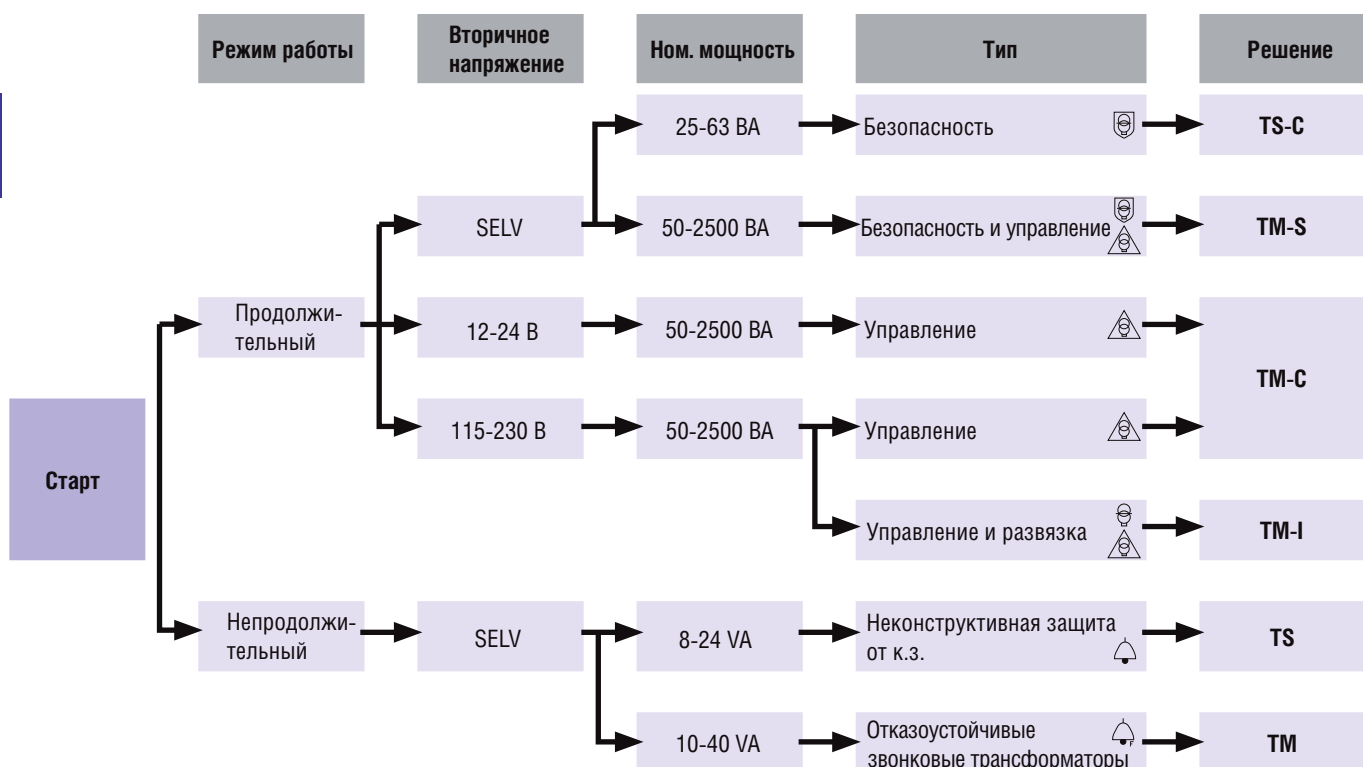 Режим работы
Вторичное
напряжение
Ном. мощность
Тип
Решение
25-63 ВА
Безопасность
TS-C
SELV
50-2500 ВА
Безопасность и управление
TM-S
Продолжи-
тельный
12-24 В
50-2500 ВА
Управление
TM-C
115-230 В
50-2500 ВА
Управление
Старт
Управление и развязка
TM-I
Непродолжи-
тельный
SELV
8-24 VA
Неконструктивная защита
от к.з.
TS
10-40 VA
Отказоустойчивые
звонковые трансформаторы
F
TM